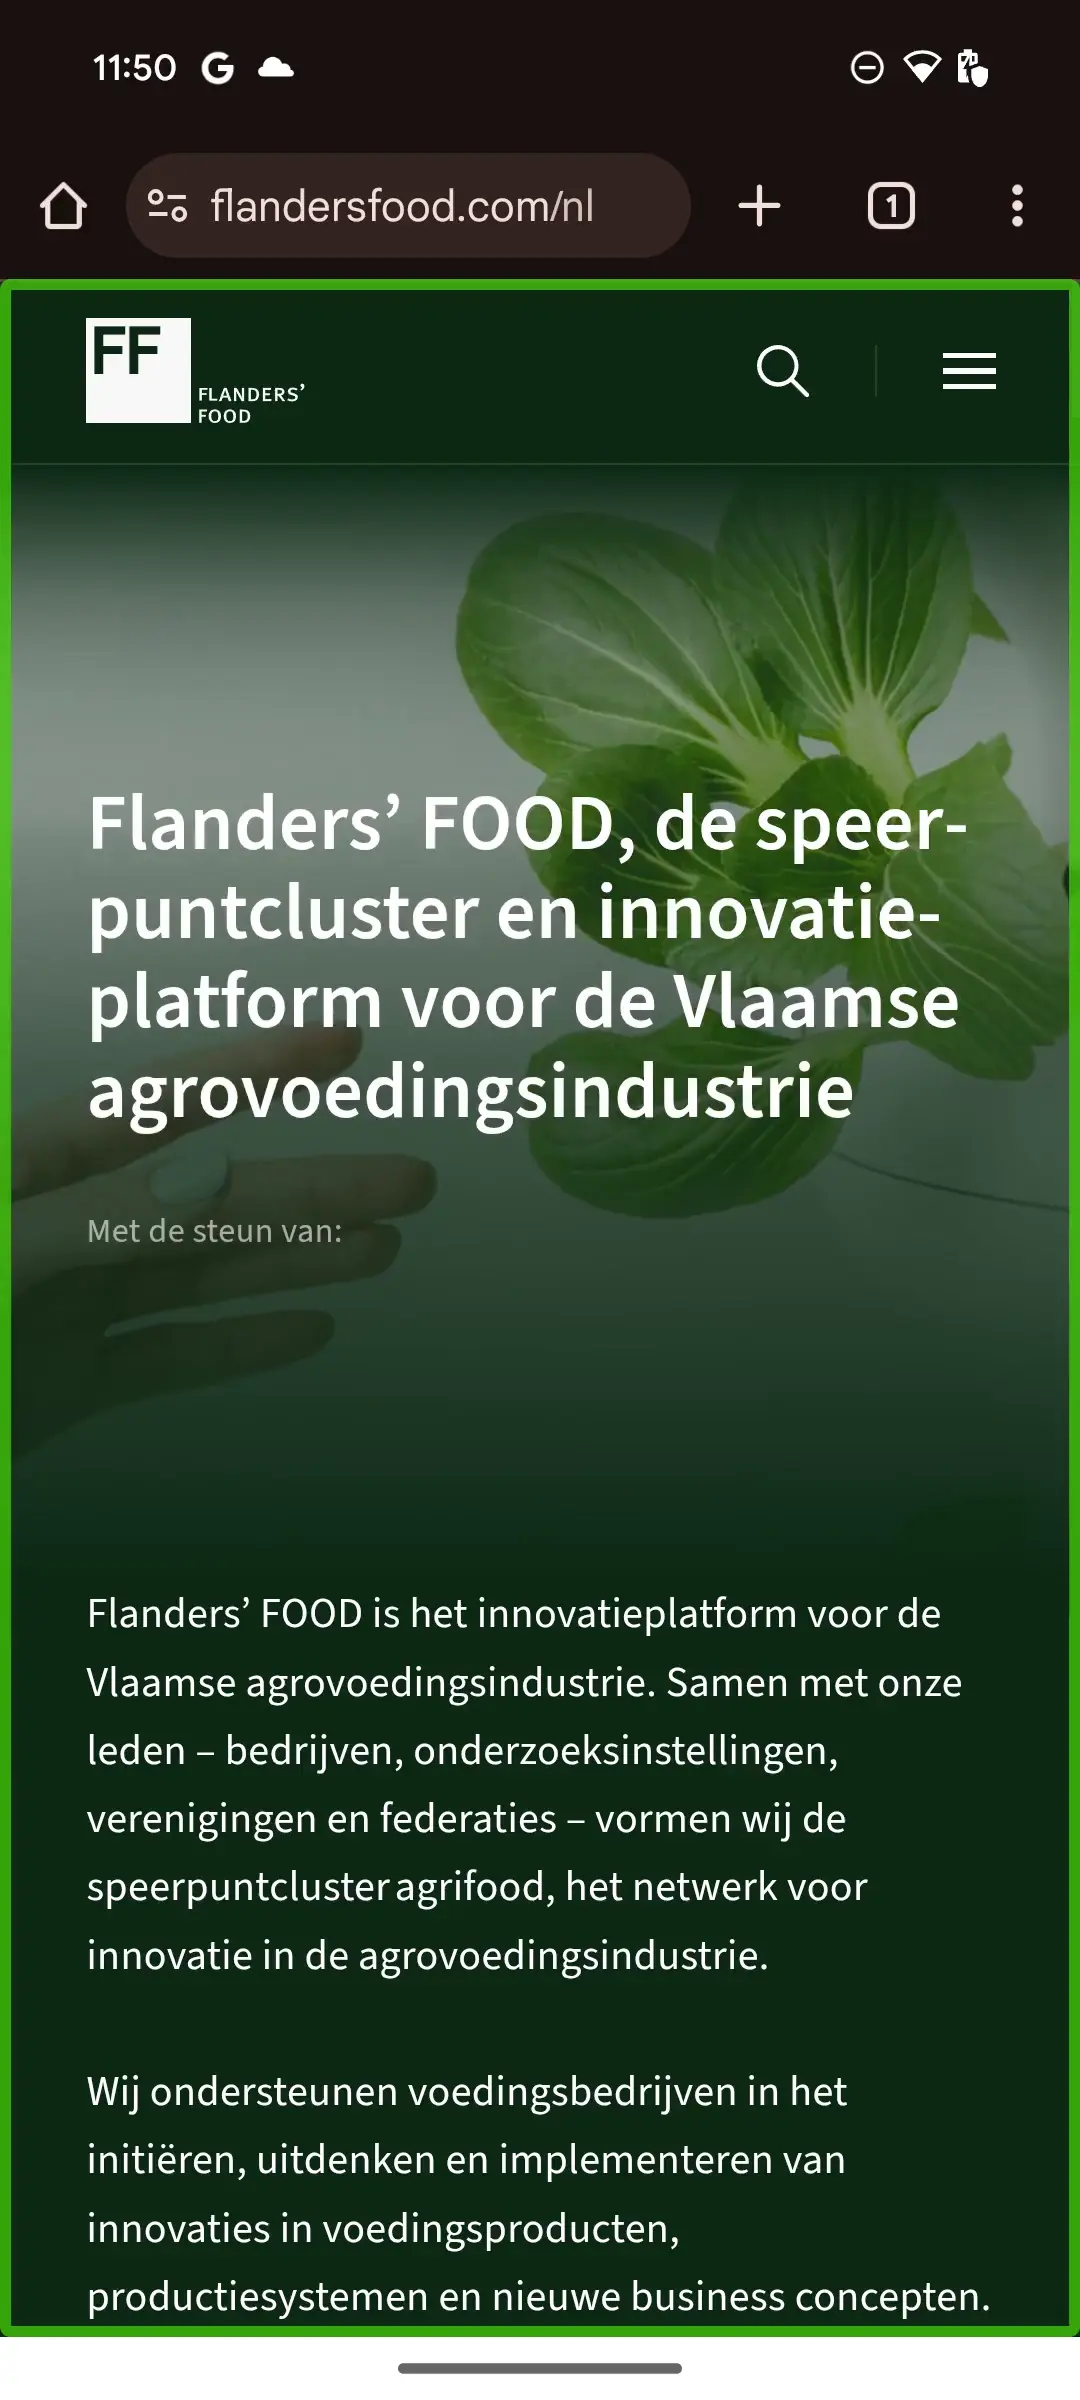 11:50
flandersfood.com/nl
1
FF
FLANDERS’
FOOD
Flanders’ FOOD, de speer-
puntcluster en innovatie-
platform voor de Vlaamse
agrovoedingsindustrie
Met de steun van:
Flanders’ FOOD is het innovatieplatform voor de
Vlaamse agrovoedingsindustrie. Samen met onze
leden – bedrijven, onderzoeksinstellingen,
verenigingen en federaties – vormen wij de
speerpuntcluster agrifood, het netwerk voor
innovatie in de agrovoedingsindustrie.
Wij ondersteunen voedingsbedrijven in het
initiëren, uitdenken en implementeren van
innovaties in voedingsproducten,
productiesystemen en nieuwe business concepten.